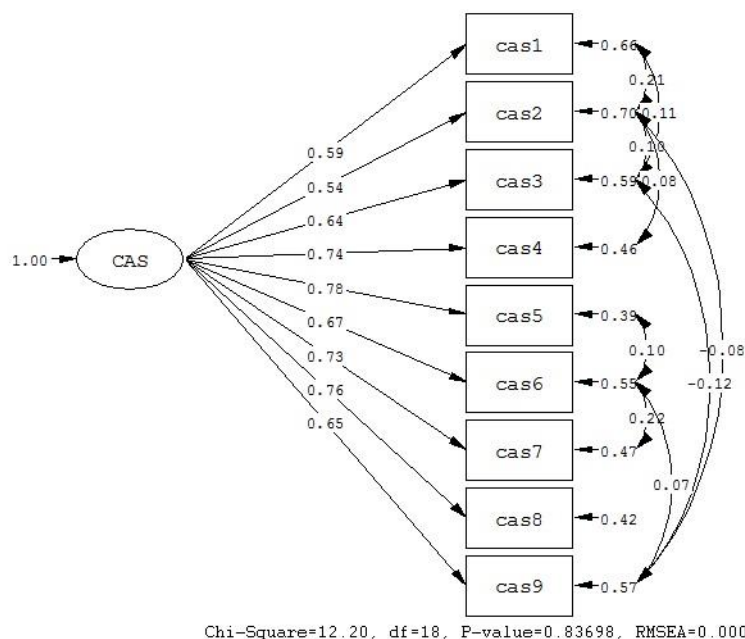 cas1
0.66
0.21
cas2
0.70
0.11
0.59
0.10
0.54
cas3
0.59
0.08
0.64
1.00
CAS
0.74
cas4
0.46
0.78
cas5
0.39
0.67
0.10
-0.08
0.73
cas6
0.55
-0.12
0.76
0.22
0.65
cas7
0.47
0.07
cas8
0.42
cas9
0.57
Chi-Square=12.20, df=18, P-value=0.83698, RMSEA=0.000